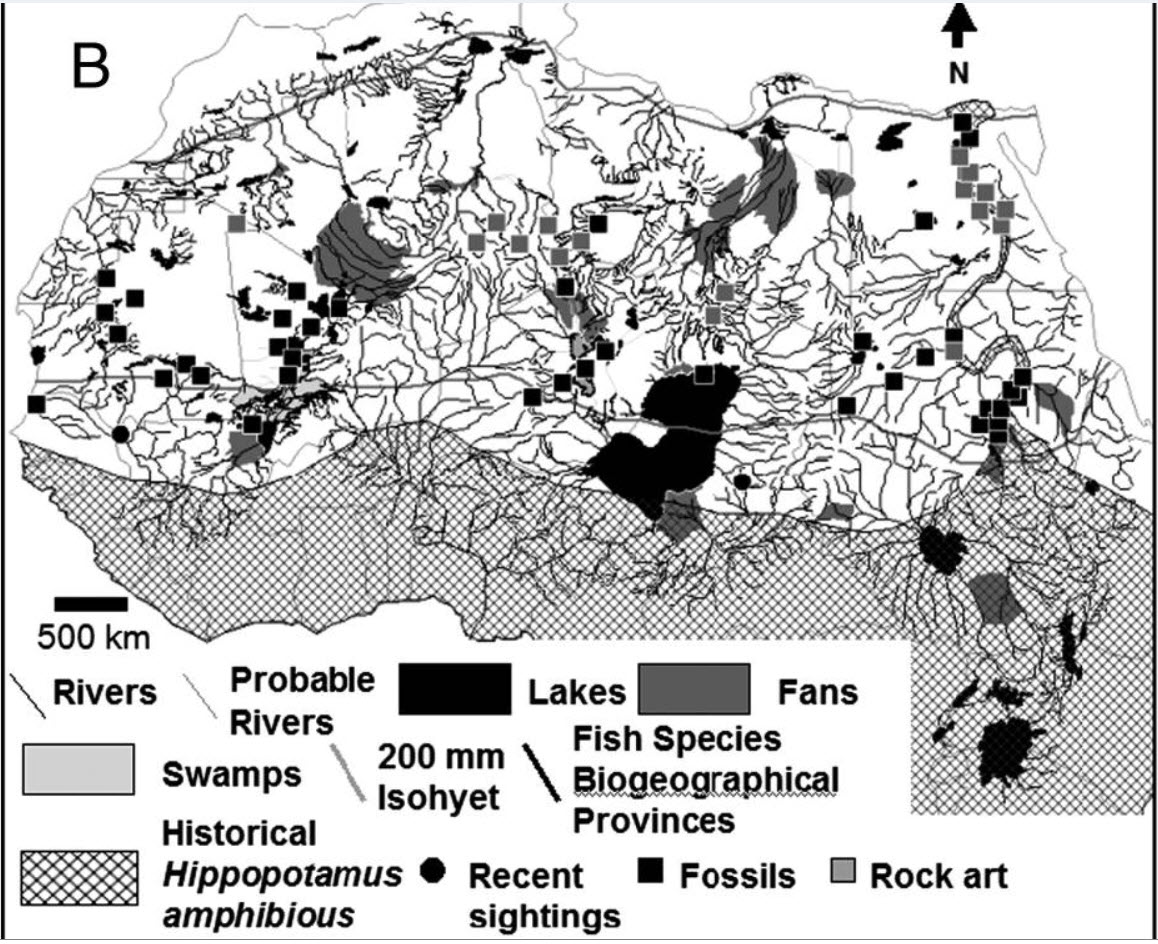 B
N
500 km
Rivers
Probable
Rivers
Lakes
Fans
Swamps
200 mm
Isohyet
Fish Species
Biogeographical
Provinces
Historical
Hippopotamus
amphibious
Recent
sightings
Fossils
Rock art